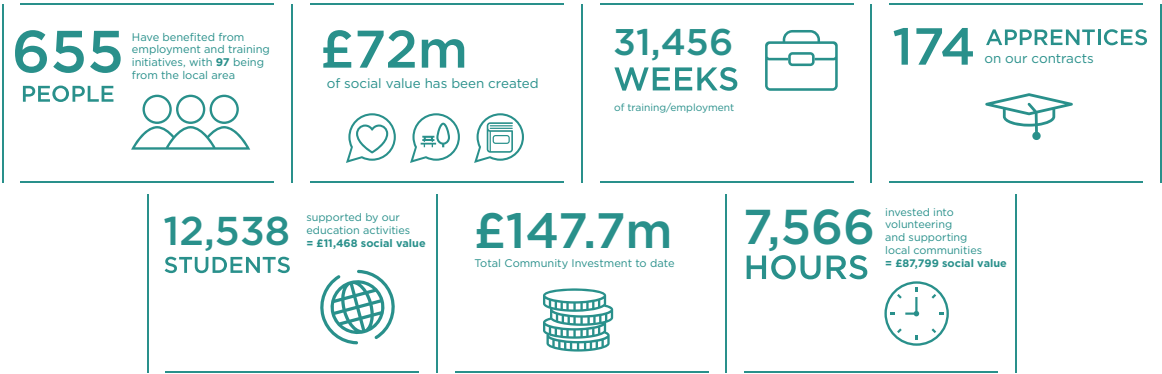 655
PEOPLE
Have benefited from
employment and training
initiatives, with 97 being
from the local area
£72m
of social value has been created
31,456
WEEKS
of training/employment
174
APPRENTICES
on our contracts
12,538
STUDENTS
supported by our
education activities
= £11,468 social value
£147.7m
Total Community Investment to date
7,566
HOURS
invested into
volunteering
and supporting
local communities
= £87,799 social value